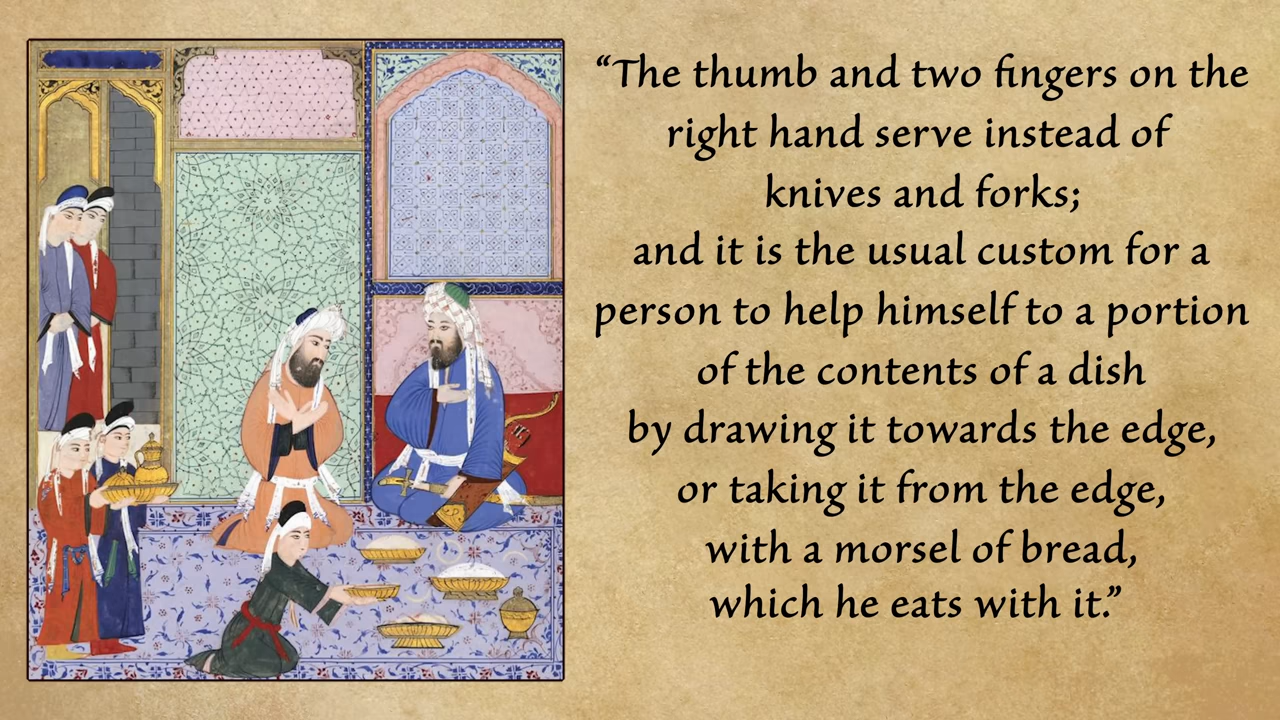 “The thumb and two fingers on the
right hand serve instead of
knives and forks;
and it is the usual custom for a
person to help himself to a portion
of the contents of a dish
by drawing it towards the edge,
or taking it from the edge,
with a morsel of bread,
which he eats with it.”